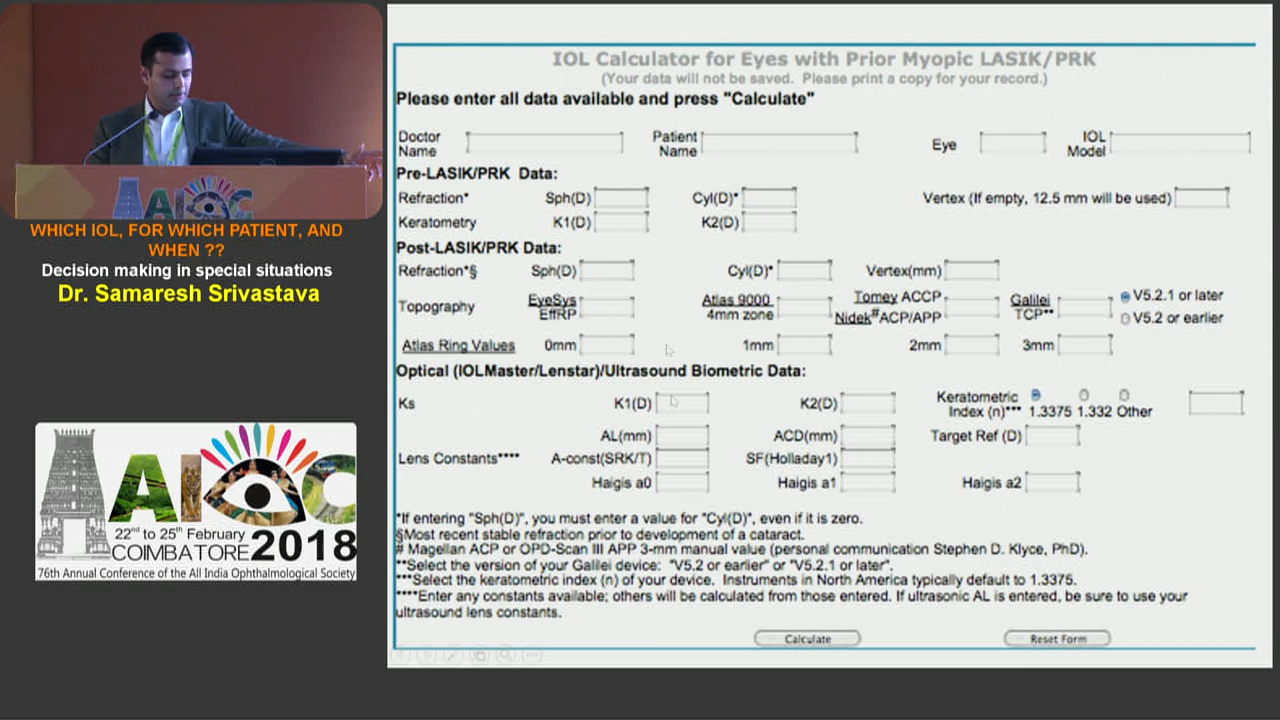 AIOC
WHICH IOL, FOR WHICH PATIENT, AND
WHEN ??
Decision making in special situations
Dr. Samaresh Srivastava
AIOC
22nd to 25th February
COIMBATORE 2018
76th Annual Conference of the All India Ophthalmological Society
IOL Calculator for Eyes with Prior Myopic LASIK/PRK
(Your data will not be saved. Please print a copy for your record.)
Please enter all data available and press "Calculate"
Doctor Name Patient Name Eye IOL Model
Pre-LASIK/PRK Data:
Refraction* Sph(D) Cyl(D)* Vertex (If empty, 12.5 mm will be used)
Keratometry K1(D) K2(D)
Post-LASIK/PRK Data:
Refraction*§ Sph(D) Cyl(D)* Vertex(mm)
Topography EyeSys EffRP Atlas 9000 4mm zone Tomey ACCP Nidek#ACP/APP Galilei TCP** V5.2.1 or later V5.2 or earlier
Atlas Ring Values 0mm 1mm 2mm 3mm
Optical (IOLMaster/Lenstar)/Ultrasound Biometric Data:
Ks K1(D) K2(D) Keratometric Index (n)*** 1.3375 1.332 Other
AL(mm) ACD(mm) Target Ref (D)
Lens Constants**** A-const(SRK/T) SF(Holladay1)
Haigis a0 Haigis a1 Haigis a2
*If entering "Sph(D)", you must enter a value for "Cyl(D)", even if it is zero.
§Most recent stable refraction prior to development of a cataract.
# Magellan ACP or OPD-Scan III APP 3-mm manual value (personal communication Stephen D. Klyce, PhD).
**Select the version of your Galilei device: "V5.2 or earlier" or "V5.2.1 or later".
***Select the keratometric index (n) of your device. Instruments in North America typically default to 1.3375.
****Enter any constants available; others will be calculated from those entered. If ultrasonic AL is entered, be sure to use your
ultrasound lens constants.
Calculate Reset Form